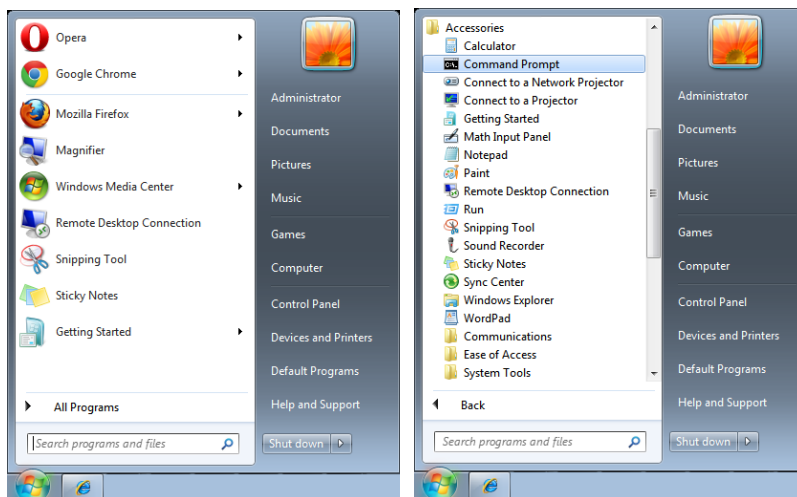 Opera
Google Chrome
Mozilla Firefox
Magnifier
Windows Media Center
Remote Desktop Connection
Snipping Tool
Sticky Notes
Getting Started
All Programs
Search programs and files
Administrator
Documents
Pictures
Music
Games
Computer
Control Panel
Devices and Printers
Default Programs
Help and Support
Shut down
Accessories
Calculator
Command Prompt
Connect to a Network Projector
Connect to a Projector
Getting Started
Math Input Panel
Notepad
Paint
Remote Desktop Connection
Run
Snipping Tool
Sound Recorder
Sticky Notes
Sync Center
Windows Explorer
WordPad
Communications
Ease of Access
System Tools
Back
Search programs and files
Administrator
Documents
Pictures
Music
Games
Computer
Control Panel
Devices and Printers
Default Programs
Help and Support
Shut down